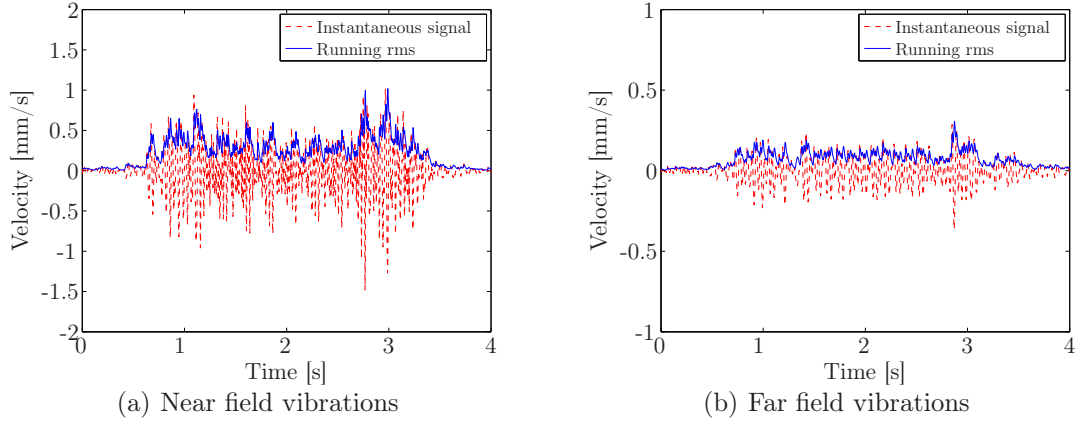 2
1.5
1
0.5
0
-0.5
-1
-1.5
-2
Velocity [mm/s]
Instantaneous signal
Running rms
0 1 2 3 4
Time [s]
(a) Near field vibrations
1
0.5
0
-0.5
-1
Velocity [mm/s]
Instantaneous signal
Running rms
0 1 2 3 4
Time [s]
(b) Far field vibrations